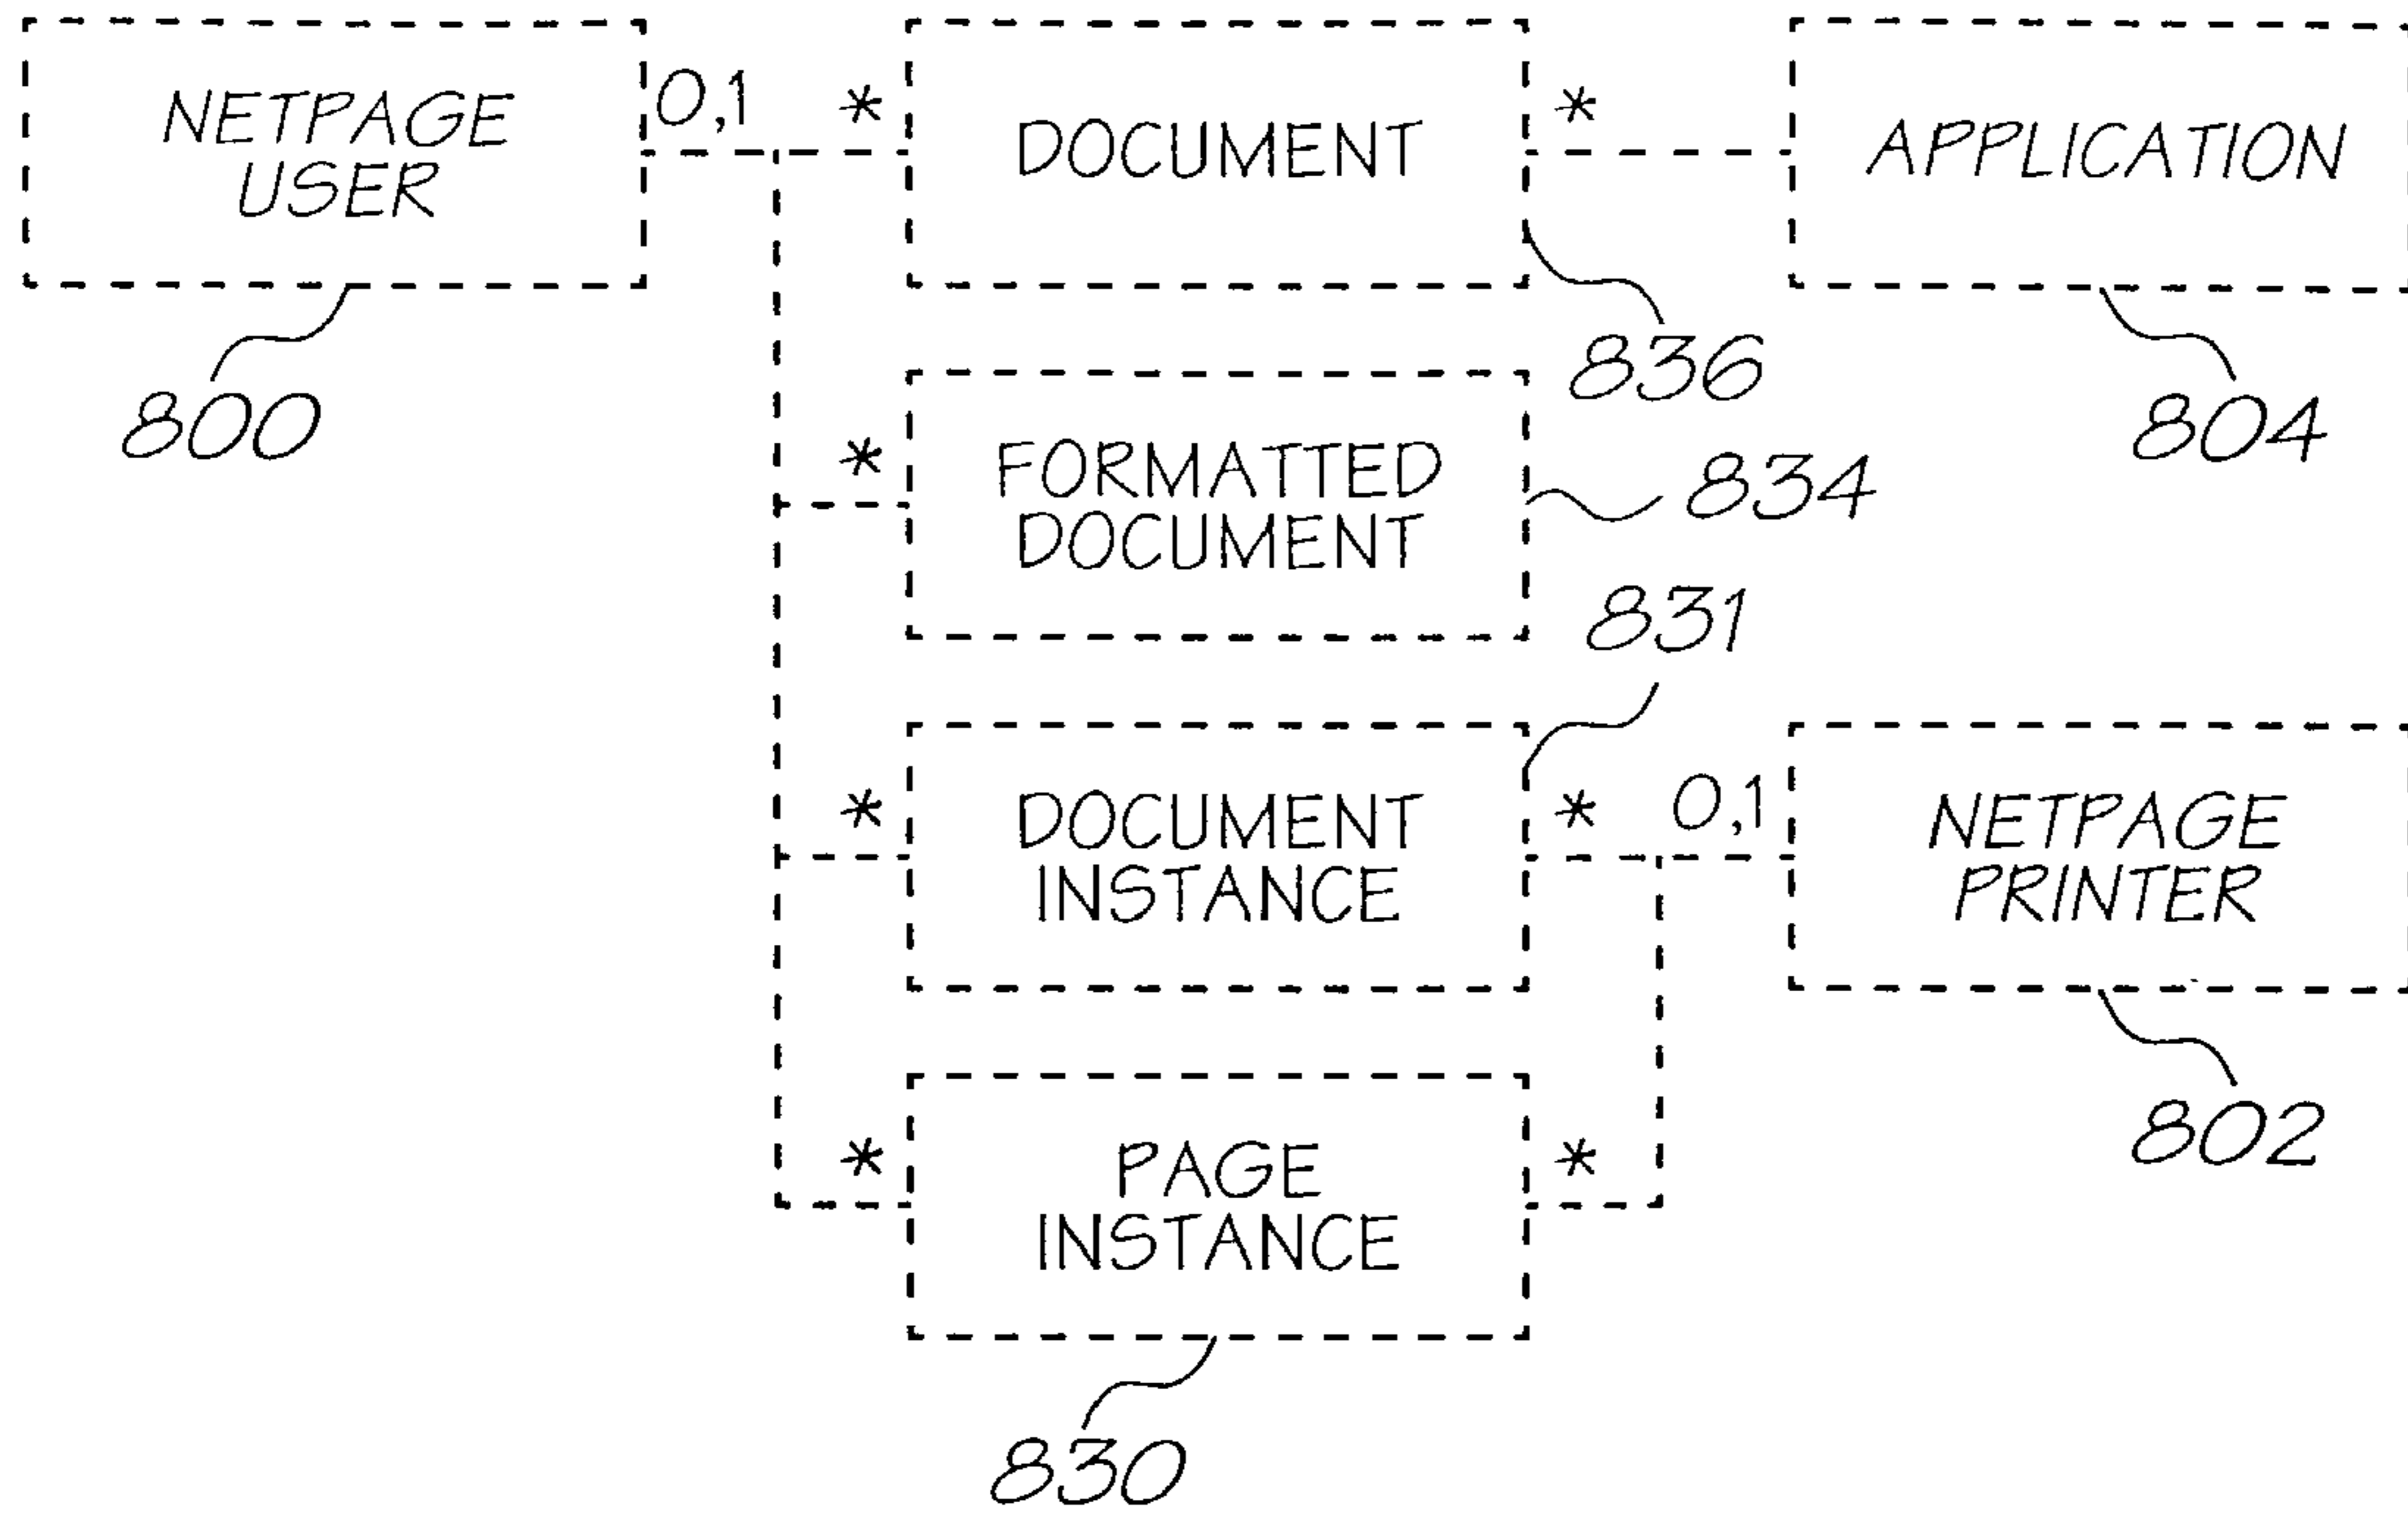 NETPAGE
USER
0,1
*
DOCUMENT
*
APPLICATION
800
836
804
*
FORMATTED
DOCUMENT
834
831
*
DOCUMENT
INSTANCE
*
0,1
NETPAGE
PRINTER
802
*
PAGE
INSTANCE
*
830